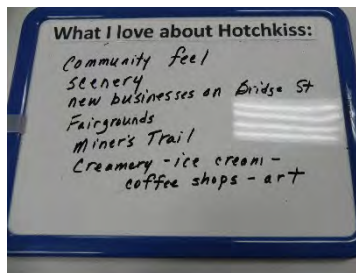 What I love about Hotchkiss:
Community feel
scenery
new businesses on Bridge St
Fairgrounds
Miner's Trail
Creamery - ice cream -
coffee shops - art